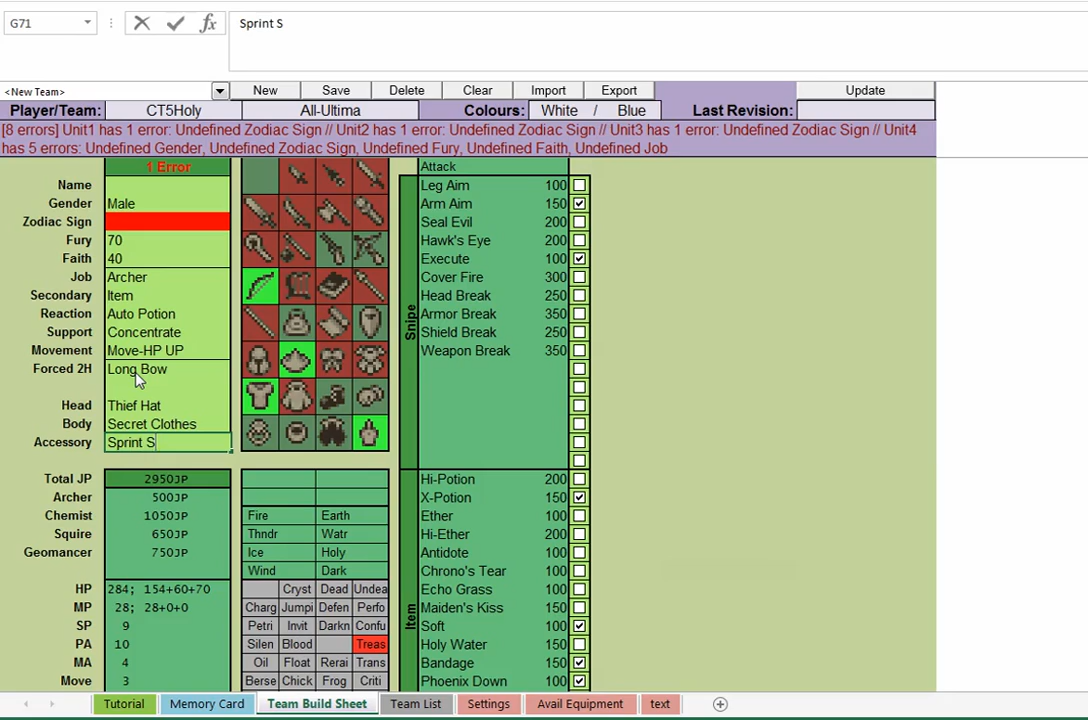 G71
Sprint S
<New Team>
New
Save
Delete
Clear
Import
Export
Update
Player/Team: CT5Holy All-Ultima Colours: White / Blue Last Revision:
[8 errors] Unit1 has 1 error: Undefined Zodiac Sign // Unit2 has 1 error: Undefined Zodiac Sign // Unit3 has 1 error: Undefined Zodiac Sign // Unit4
has 5 errors: Undefined Gender, Undefined Zodiac Sign, Undefined Fury, Undefined Faith, Undefined Job
1 Error
Name
Gender Male
Zodiac Sign
Fury 70
Faith 40
Job Archer
Secondary Item
Reaction Auto Potion
Support Concentrate
Movement Move-HP UP
Forced 2H Long Bow
Head Thief Hat
Body Secret Clothes
Accessory Sprint S
Total JP 2950JP
Archer 500JP
Chemist 1050JP
Squire 650JP
Geomancer 750JP
HP 284; 154+60+70
MP 28; 28+0+0
SP 9
PA 10
MA 4
Move 3
Fire Earth
Thndr Watr
Ice Holy
Wind Dark
Cryst Dead Undea
Charg Jumpi Defen Perfo
Petri Invit Darkn Confu
Silen Blood Treas
Oil Float Rerai Trans
Berse Chick Frog Criti
Attack
Snipe
Leg Aim 100
Arm Aim 150
Seal Evil 200
Hawk's Eye 200
Execute 100
Cover Fire 300
Head Break 250
Armor Break 350
Shield Break 250
Weapon Break 350
Item
Hi-Potion 200
X-Potion 150
Ether 100
Hi-Ether 200
Antidote 100
Chrono's Tear 100
Echo Grass 100
Maiden's Kiss 150
Soft 100
Holy Water 150
Bandage 150
Phoenix Down 100
Tutorial
Memory Card
Team Build Sheet
Team List
Settings
Avail Equipment
text